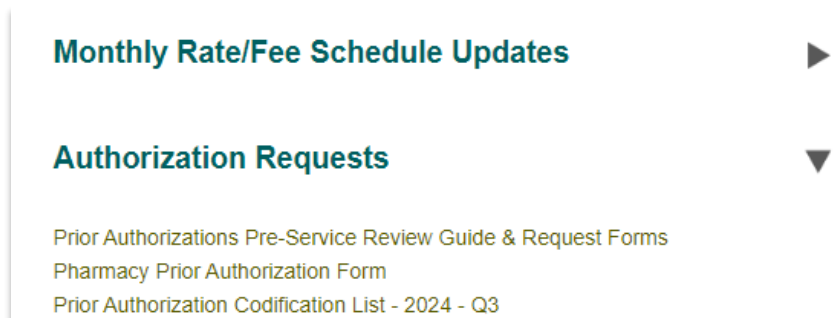 Monthly Rate/Fee Schedule Updates
Authorization Requests
Prior Authorizations Pre-Service Review Guide & Request Forms
Pharmacy Prior Authorization Form
Prior Authorization Codification List - 2024 - Q3